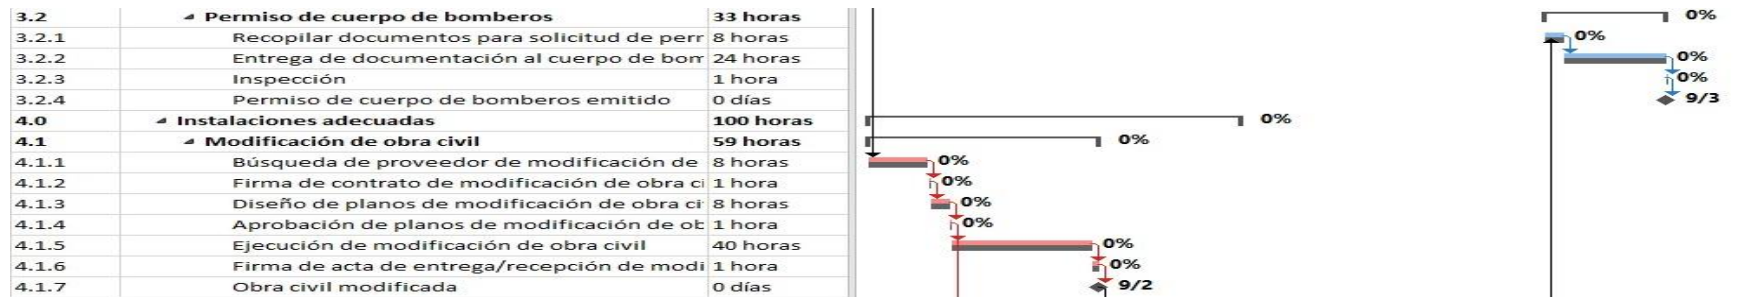 3.2 Permiso de cuerpo de bomberos 33 horas 0%
3.2.1 Recopilar documentos para solicitud de perr 8 horas 0%
3.2.2 Entrega de documentación al cuerpo de bom 24 horas 0%
3.2.3 Inspección 1 hora 0%
3.2.4 Permiso de cuerpo de bomberos emitido 0 días 9/3
4.0 Instalaciones adecuadas 100 horas 0%
4.1 Modificación de obra civil 59 horas 0%
4.1.1 Búsqueda de proveedor de modificación de 8 horas 0%
4.1.2 Firma de contrato de modificación de obra ci 1 hora 0%
4.1.3 Diseño de planos de modificación de obra ci 8 horas 0%
4.1.4 Aprobación de planos de modificación de ob 1 hora 0%
4.1.5 Ejecución de modificación de obra civil 40 horas 0%
4.1.6 Firma de acta de entrega/recepción de modi 1 hora 0%
4.1.7 Obra civil modificada 0 días 9/2